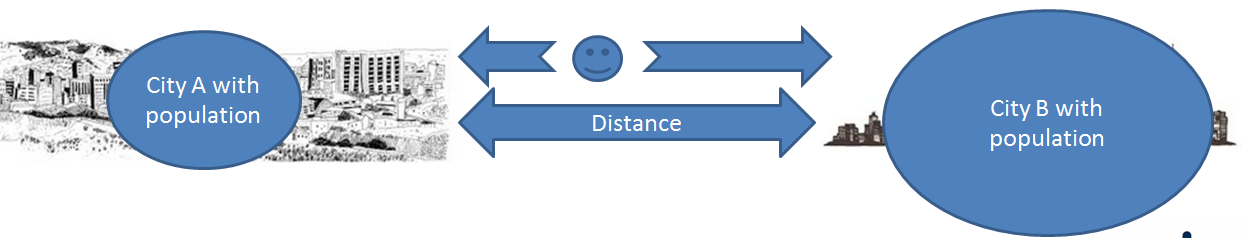 City A with
population
Distance
City B with
population